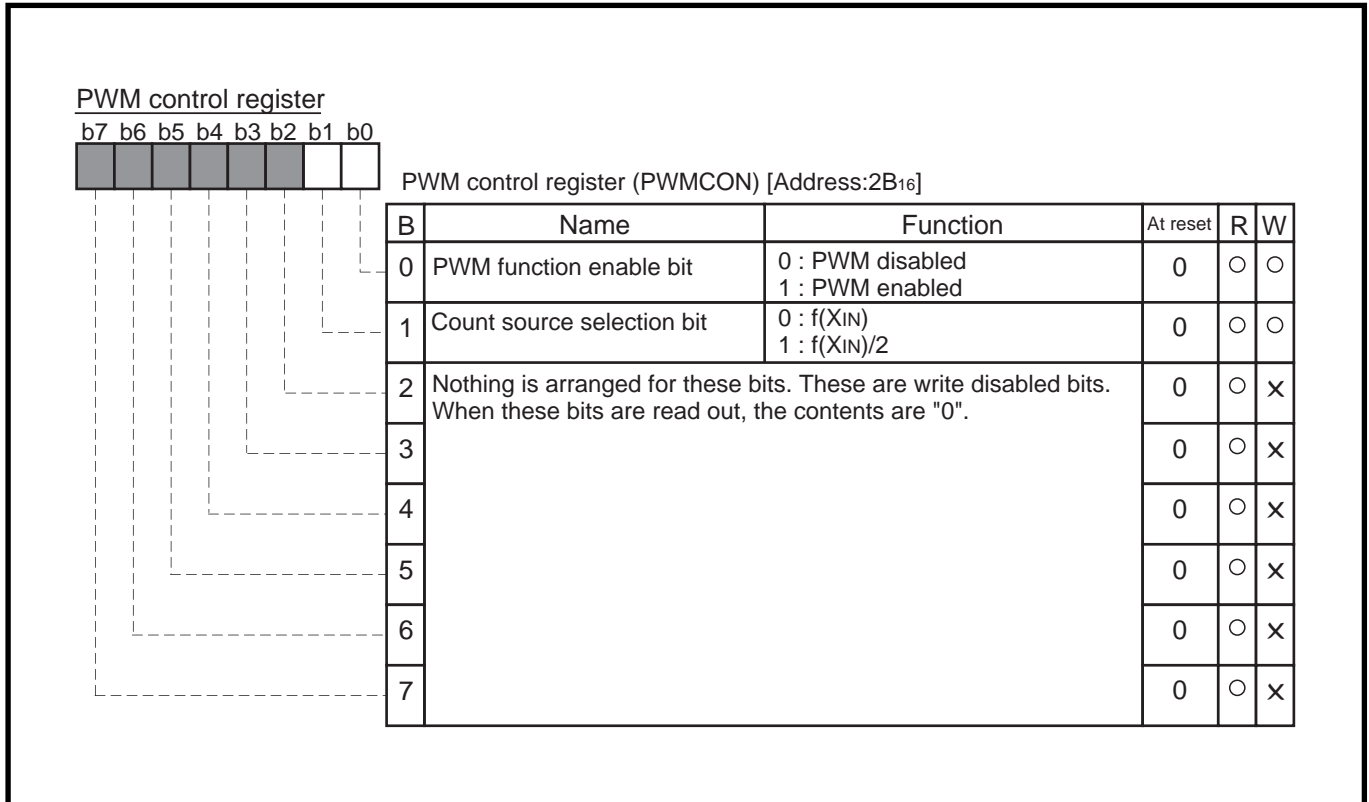 PWM control register
b7 b6 b5 b4 b3 b2 b1 b0
PWM control register (PWMCON) [Address:2B16]
B Name Function At reset R W
0 PWM function enable bit 0 : PWM disabled 0 ○ ○
1 : PWM enabled
1 Count source selection bit 0 : f(XIN) 0 ○ ○
1 : f(XIN)/2
2 Nothing is arranged for these bits. These are write disabled bits. 0 ○ ×
When these bits are read out, the contents are "0".
3 0 ○ ×
4 0 ○ ×
5 0 ○ ×
6 0 ○ ×
7 0 ○ ×